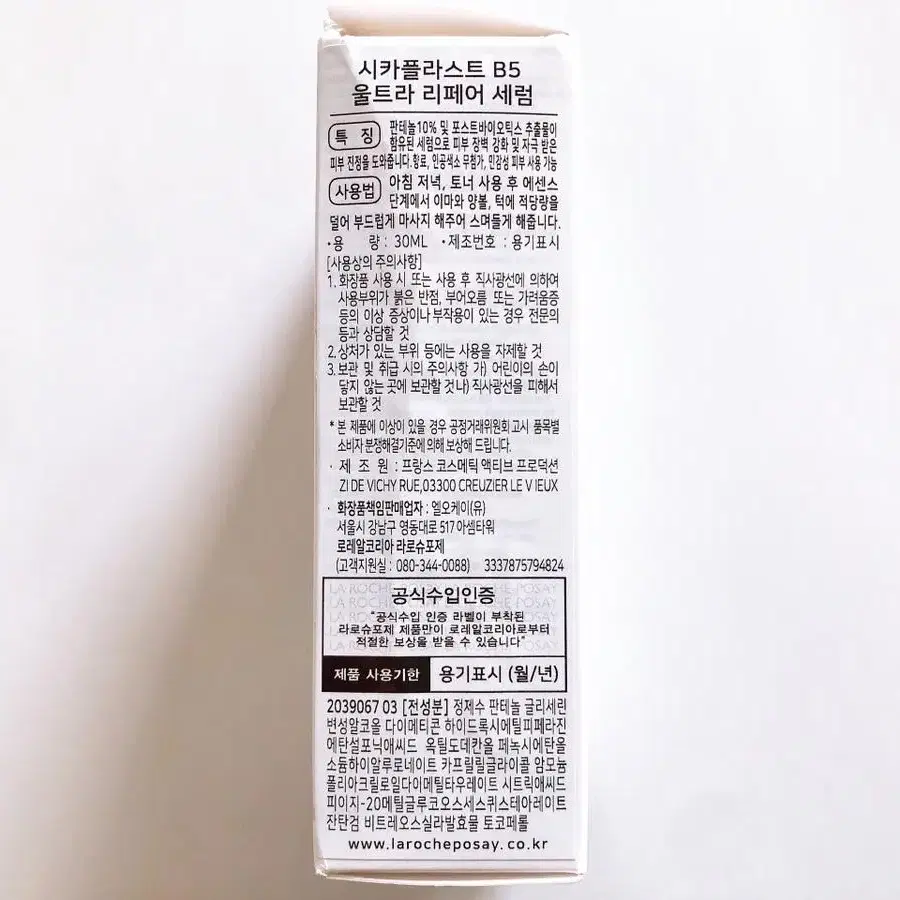 시카플라스트 B5
울트라 리페어 세럼
특 징 판테놀10% 및 포스트바이오틱스 추출물이
함유된 세럼으로 피부 장벽 강화 및 자극 받은
피부 진정을 도와줍니다.향료, 인공색소 무첨가, 민감성 피부 사용 가능
사용법 아침 저녁, 토너 사용 후 에센스
단계에서 이마와 양볼, 턱에 적당량을
덜어 부드럽게 마사지 해주어 스며들게 해줍니다.
·용 량 : 30ML ·제조번호 : 용기표시
[사용상의 주의사항]
1. 화장품 사용 시 또는 사용 후 직사광선에 의하여
사용부위가 붉은 반점, 부어오름 또는 가려움증
등의 이상 증상이나 부작용이 있는 경우 전문의
등과 상담할 것
2. 상처가 있는 부위 등에는 사용을 자제할 것
3. 보관 및 취급 시의 주의사항 가) 어린이의 손이
닿지 않는 곳에 보관할 것 나) 직사광선을 피해서
보관할 것
* 본 제품에 이상이 있을 경우 공정거래위원회 고시 품목별
소비자 분쟁해결기준에 의해 보상해 드립니다.
· 제 조 원 : 프랑스 코스메틱 액티브 프로덕션
ZI DE VICHY RUE,03300 CREUZIER LE V IEUX
· 화장품책임판매업자 : 엘오케이(유)
서울시 강남구 영동대로 517 아셈타워
로레알코리아 라로슈포제
(고객지원실 : 080-344-0088) 3337875794824
공식수입인증
"공식수입 인증 라벨이 부착된
라로슈포제 제품만이 로레알코리아로부터
적절한 보상을 받을 수 있습니다"
제품 사용기한 용기표시 (월/년)
2039067 03 [전성분] 정제수 판테놀 글리세린
변성알코올 다이메티콘 하이드록시에틸피페라진
에탄설포닉애씨드 옥틸도데칸올 페녹시에탄올
소듐하이알루로네이트 카프릴릴글라이콜 암모늄
폴리아크릴로일다이메틸타우레이트 시트릭애씨드
피이지-20메틸글루코오스세스퀴스테아레이트
잔탄검 비트레오스실라발효물 토코페롤
www.larocheposay.co.kr